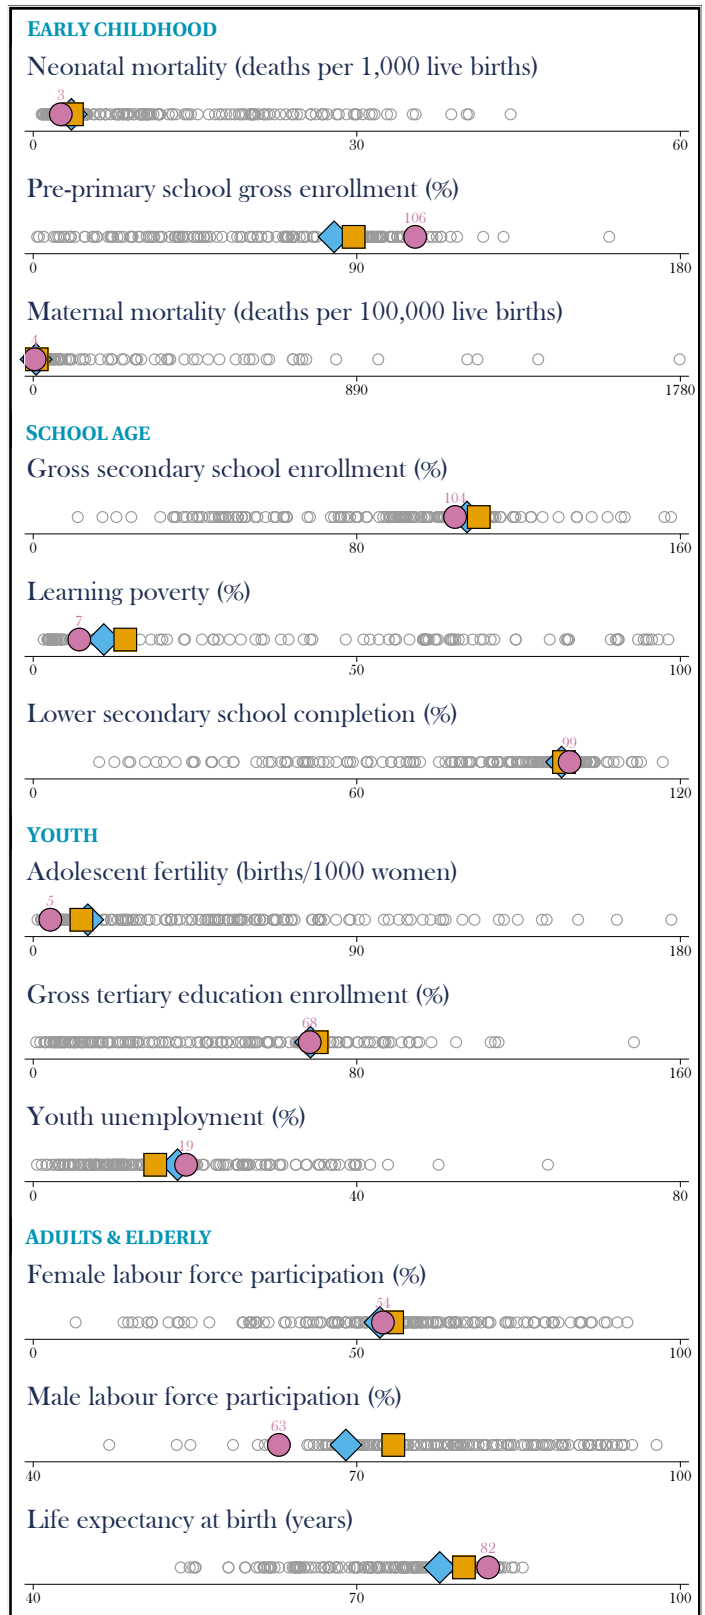 EARLY CHILDHOOD
Neonatal mortality (deaths per 1,000 live births)
3
0 30 60
Pre-primary school gross enrollment (%)
106
0 90 180
Maternal mortality (deaths per 100,000 live births)
4
0 890 1780
SCHOOL AGE
Gross secondary school enrollment (%)
104
0 80 160
Learning poverty (%)
7
0 50 100
Lower secondary school completion (%)
99
0 60 120
YOUTH
Adolescent fertility (births/1000 women)
5
0 90 180
Gross tertiary education enrollment (%)
68
0 80 160
Youth unemployment (%)
19
0 40 80
ADULTS & ELDERLY
Female labour force participation (%)
54
0 50 100
Male labour force participation (%)
63
40 70 100
Life expectancy at birth (years)
82
40 70 100